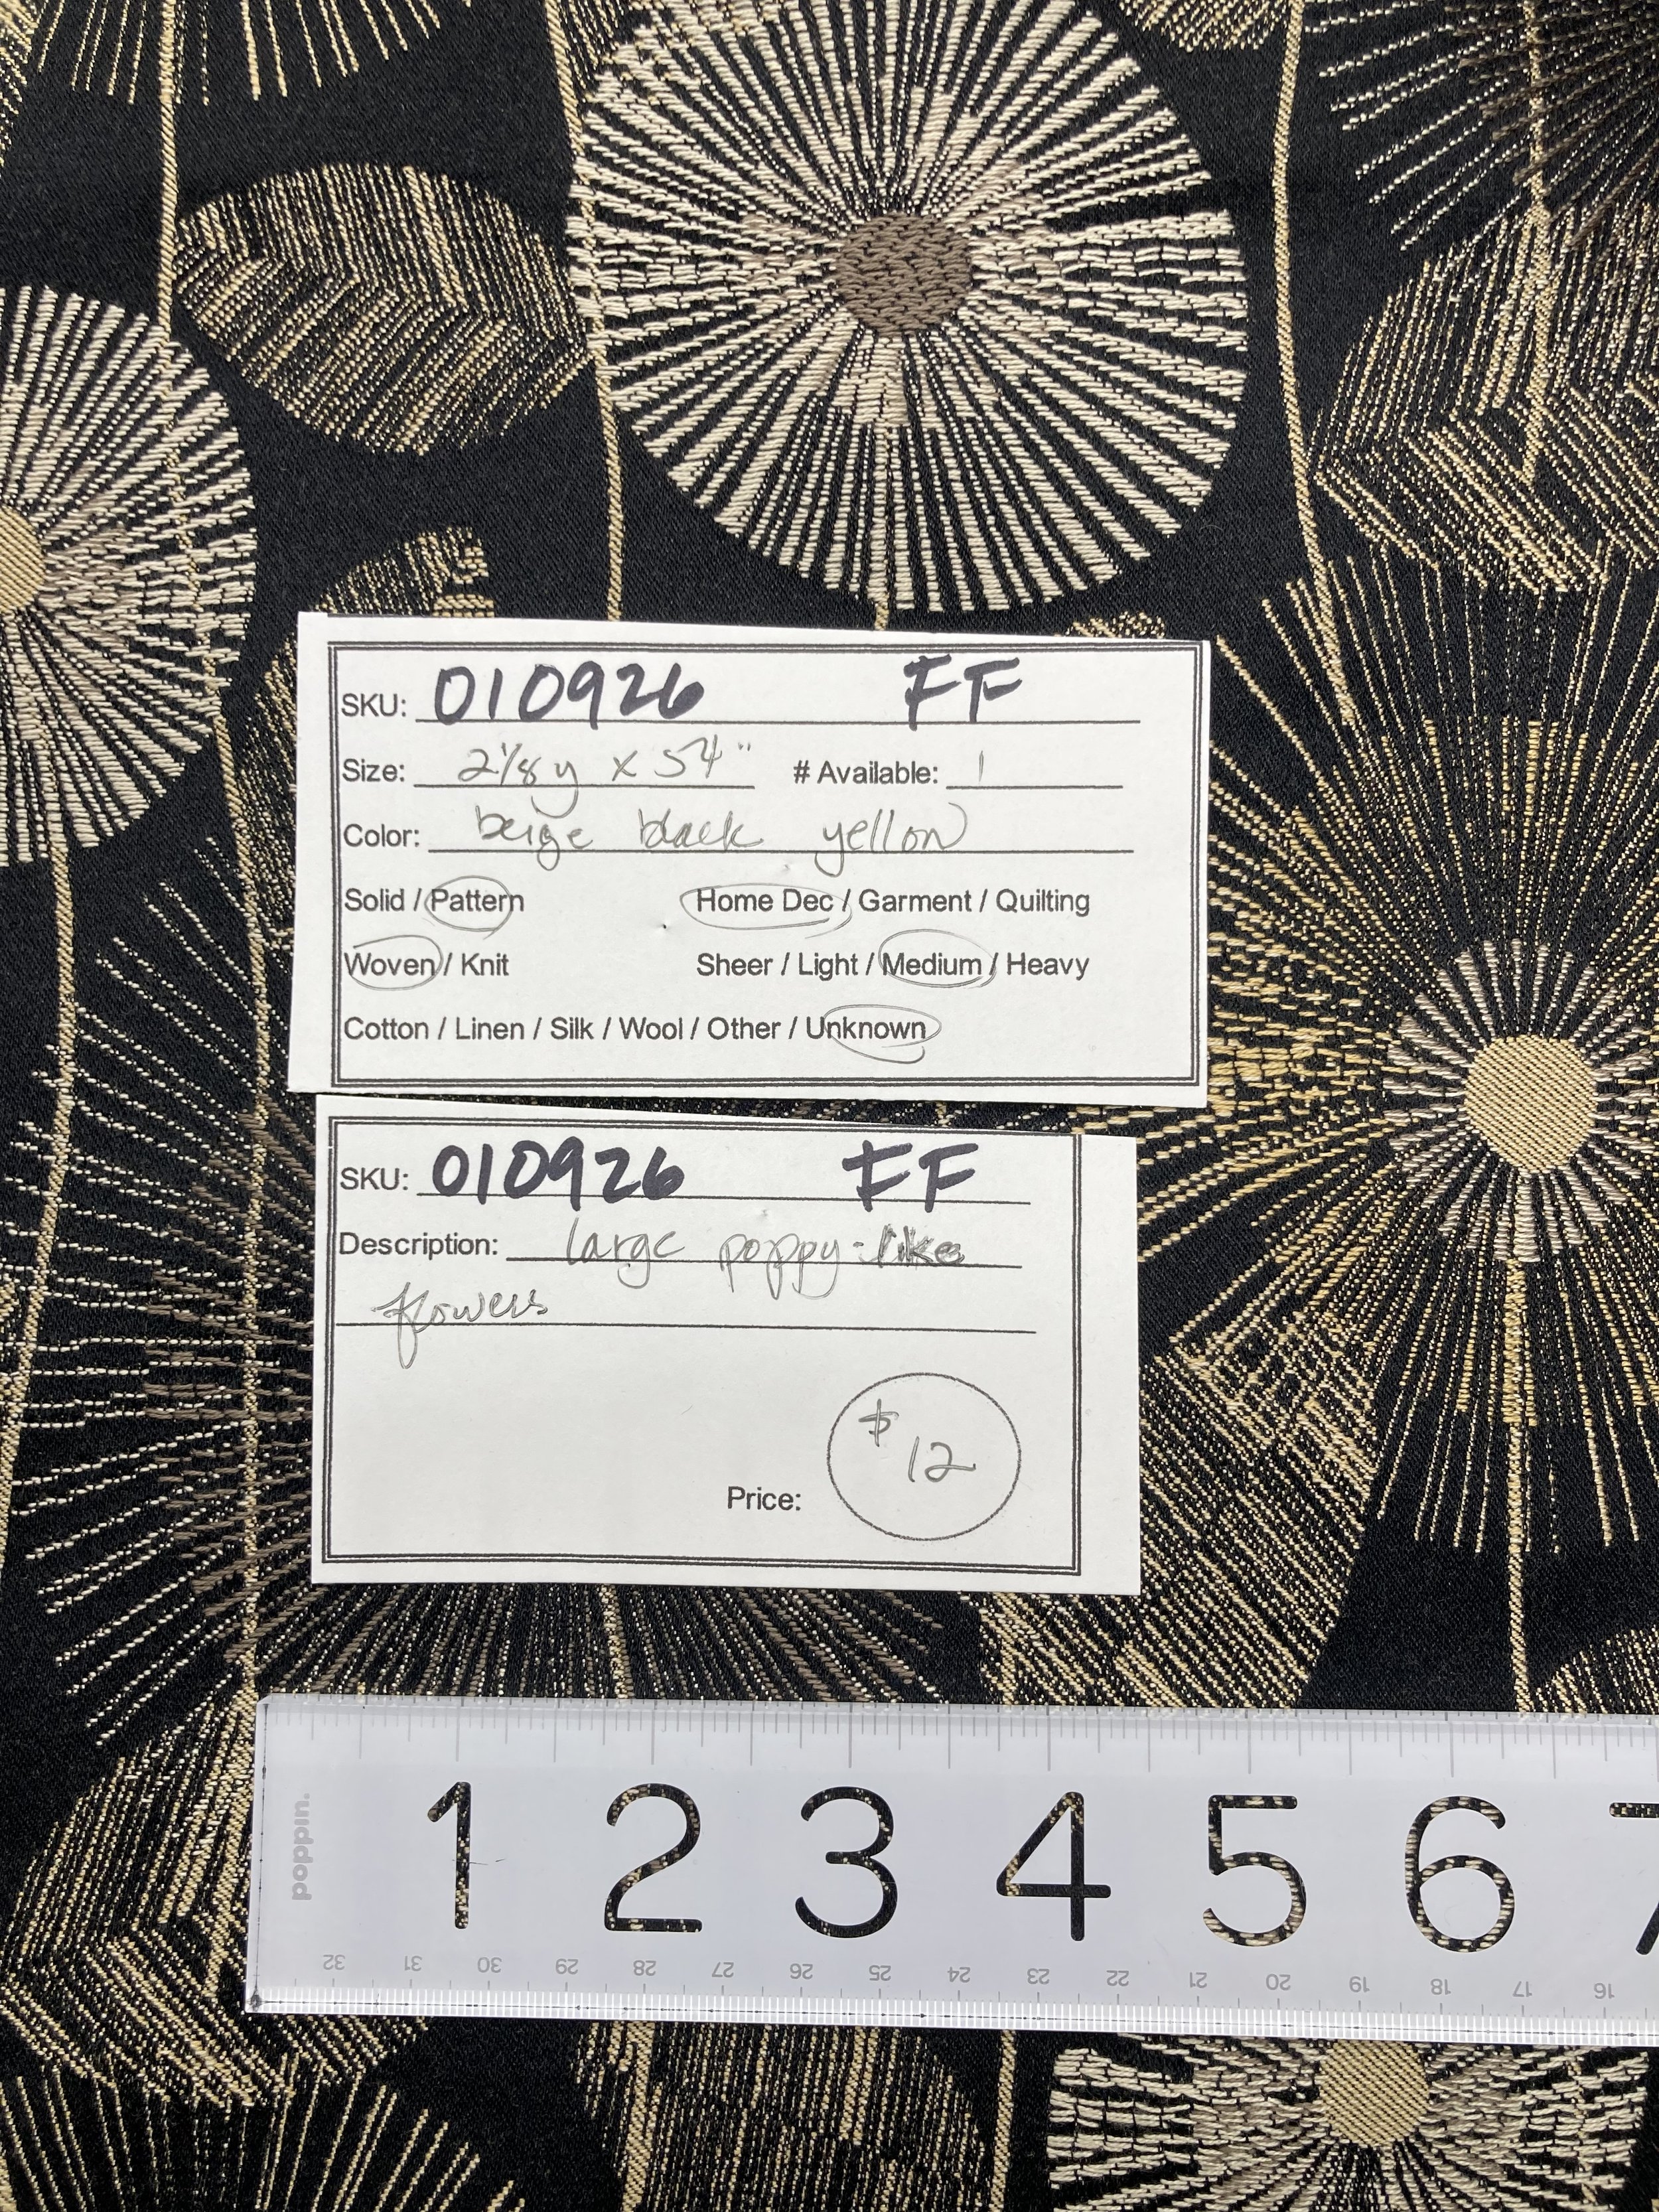 SKU: 010926 FF
Size: 2 1/8 y x 54" # Available: 1
Color: beige black yellow
Solid / Pattern Home Dec / Garment / Quilting
Woven / Knit Sheer / Light / Medium / Heavy
Cotton / Linen / Silk / Wool / Other / Unknown
SKU: 010926 FF
Description: large poppy-like
flowers
$12
Price:
poppin.
1 2 3 4 5 6 7
32 31 30 29 28 27 26 25 24 23 22 21 20 19 18 17 16